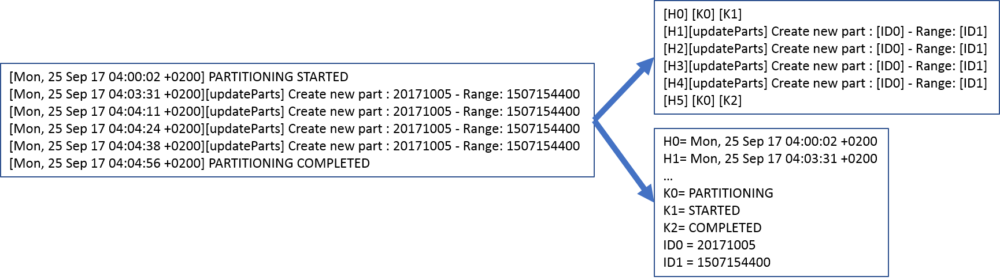 [Mon, 25 Sep 17 04:00:02 +0200] PARTITIONING STARTED
[Mon, 25 Sep 17 04:03:31 +0200][updateParts] Create new part : 20171005 - Range: 1507154400
[Mon, 25 Sep 17 04:04:11 +0200][updateParts] Create new part : 20171005 - Range: 1507154400
[Mon, 25 Sep 17 04:04:24 +0200][updateParts] Create new part : 20171005 - Range: 1507154400
[Mon, 25 Sep 17 04:04:38 +0200][updateParts] Create new part : 20171005 - Range: 1507154400
[Mon, 25 Sep 17 04:04:56 +0200] PARTITIONING COMPLETED
[H0] [K0] [K1]
[H1][updateParts] Create new part : [ID0] - Range: [ID1]
[H2][updateParts] Create new part : [ID0] - Range: [ID1]
[H3][updateParts] Create new part : [ID0] - Range: [ID1]
[H4][updateParts] Create new part : [ID0] - Range: [ID1]
[H5] [K0] [K2]
H0= Mon, 25 Sep 17 04:00:02 +0200
H1= Mon, 25 Sep 17 04:03:31 +0200
...
K0= PARTITIONING
K1= STARTED
K2= COMPLETED
ID0 = 20171005
ID1 = 1507154400